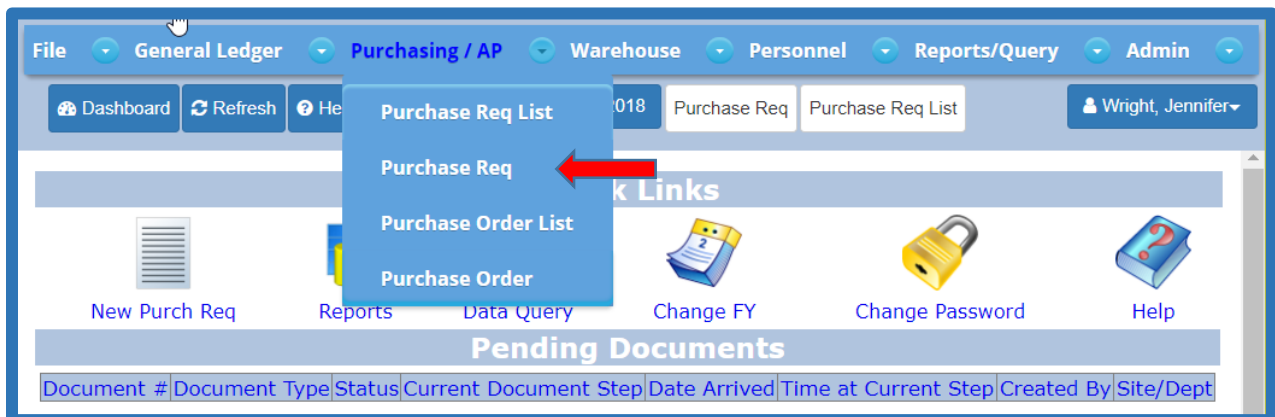 File General Ledger Purchasing / AP Warehouse Personnel Reports/Query Admin
Dashboard Refresh He 2018 Purchase Req Purchase Req List Wright, Jennifer
Purchase Req List
Purchase Req
Purchase Order List
Purchase Order
k Links
2
New Purch Req Reports Data Query Change FY Change Password Help
Pending Documents
Document # Document Type Status Current Document Step Date Arrived Time at Current Step Created By Site/Dept